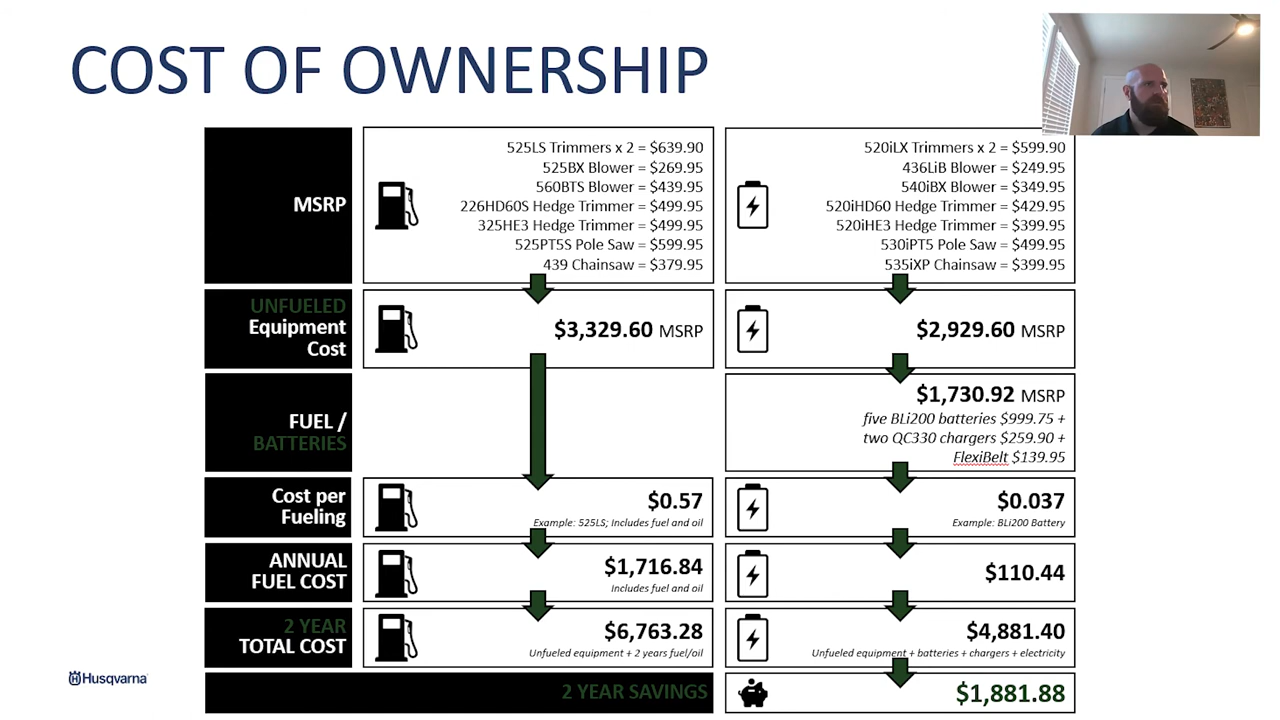 COST OF OWNERSHIP
MSRP
525LS Trimmers x 2 = $639.90
525BX Blower = $269.95
560BTS Blower = $439.95
226HD60S Hedge Trimmer = $499.95
325HE3 Hedge Trimmer = $499.95
525PT5S Pole Saw = $599.95
439 Chainsaw = $379.95
520iLX Trimmers x 2 = $599.90
436LiB Blower = $249.95
540iBX Blower = $349.95
520iHD60 Hedge Trimmer = $429.95
520iHE3 Hedge Trimmer = $399.95
530iPT5 Pole Saw = $499.95
535iXP Chainsaw = $399.95
UNFUELED
Equipment
Cost
$3,329.60 MSRP
$2,929.60 MSRP
FUEL /
BATTERIES
$1,730.92 MSRP
five BLi200 batteries $999.75 +
two QC330 chargers $259.90 +
FlexiBelt $139.95
Cost per
Fueling
$0.57
Example: 525LS; Includes fuel and oil
$0.037
Example: BLi200 Battery
ANNUAL
FUEL COST
$1,716.84
Includes fuel and oil
$110.44
2 YEAR
TOTAL COST
$6,763.28
Unfueled equipment + 2 years fuel/oil
$4,881.40
Unfueled equipment + batteries + chargers + electricity
2 YEAR SAVINGS
$1,881.88
Husqvarna